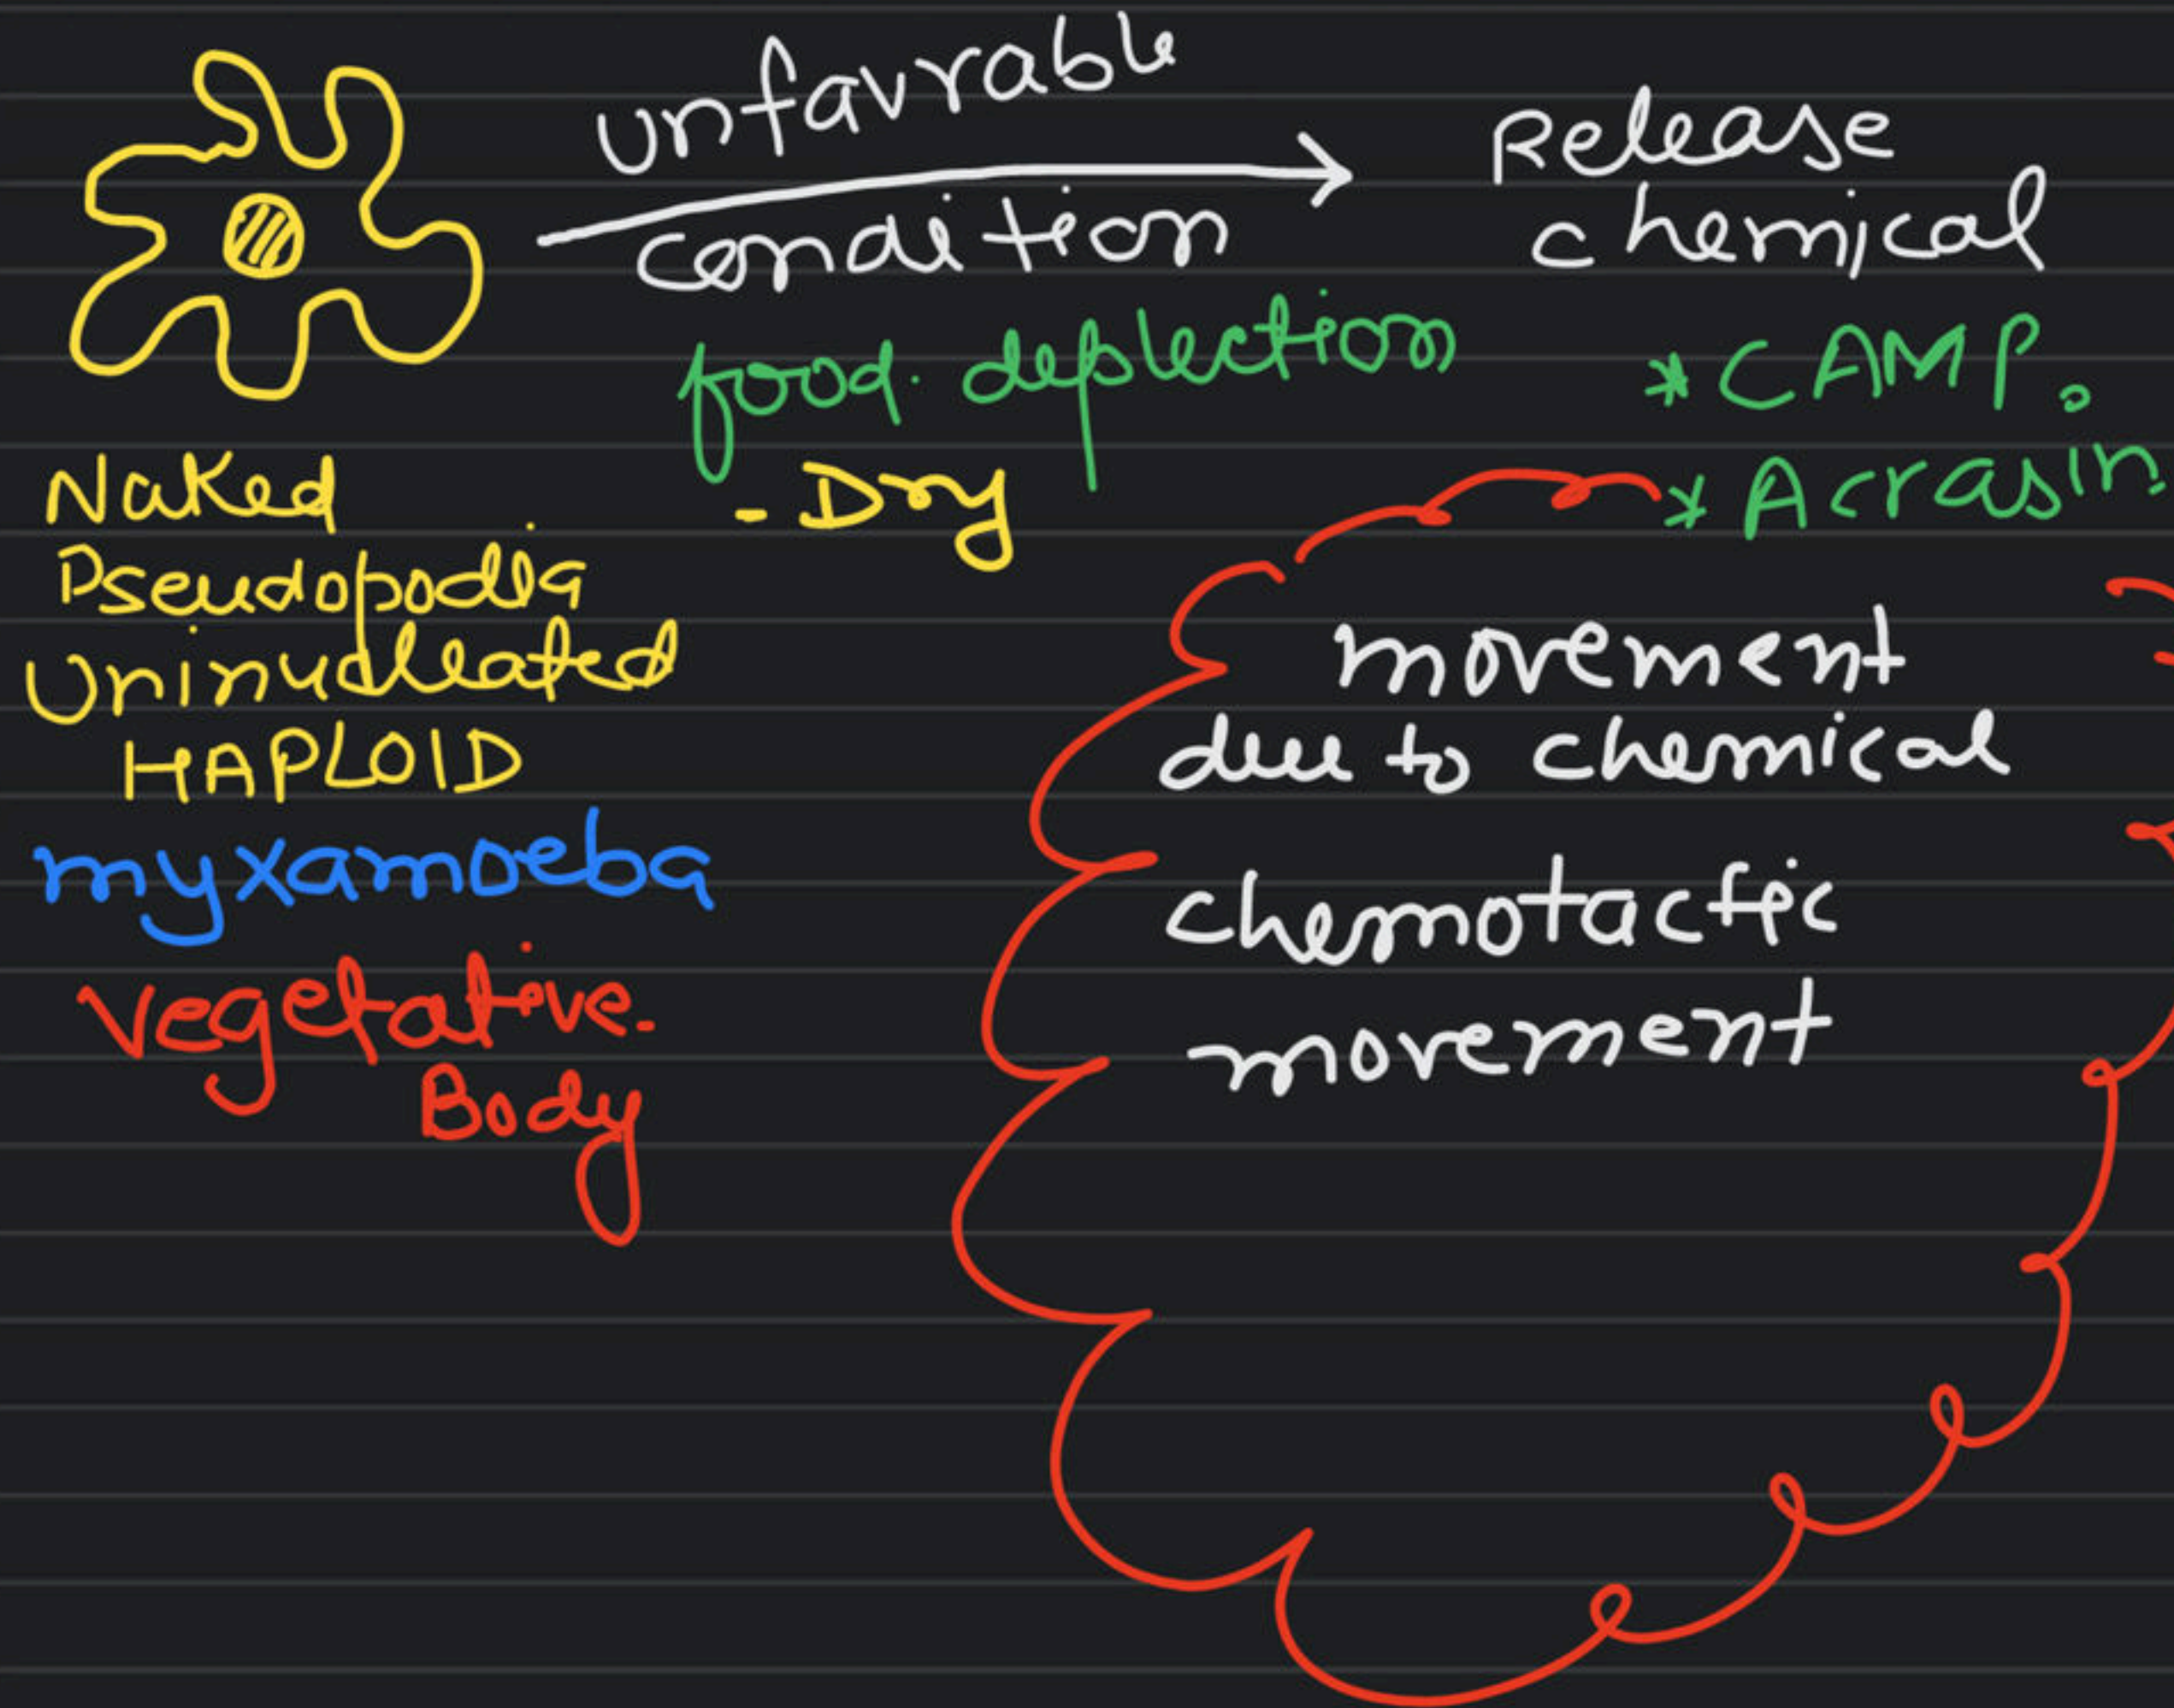 unfavrable
condition
Release
chemical
food. deplection
* CAMP.
- Dry
* Acrasin
Naked
Pseudopodia
Uninucleated
HAPLOID
myxamoeba
vegetative.
Body
movement
due to chemical
chemotactic
movement